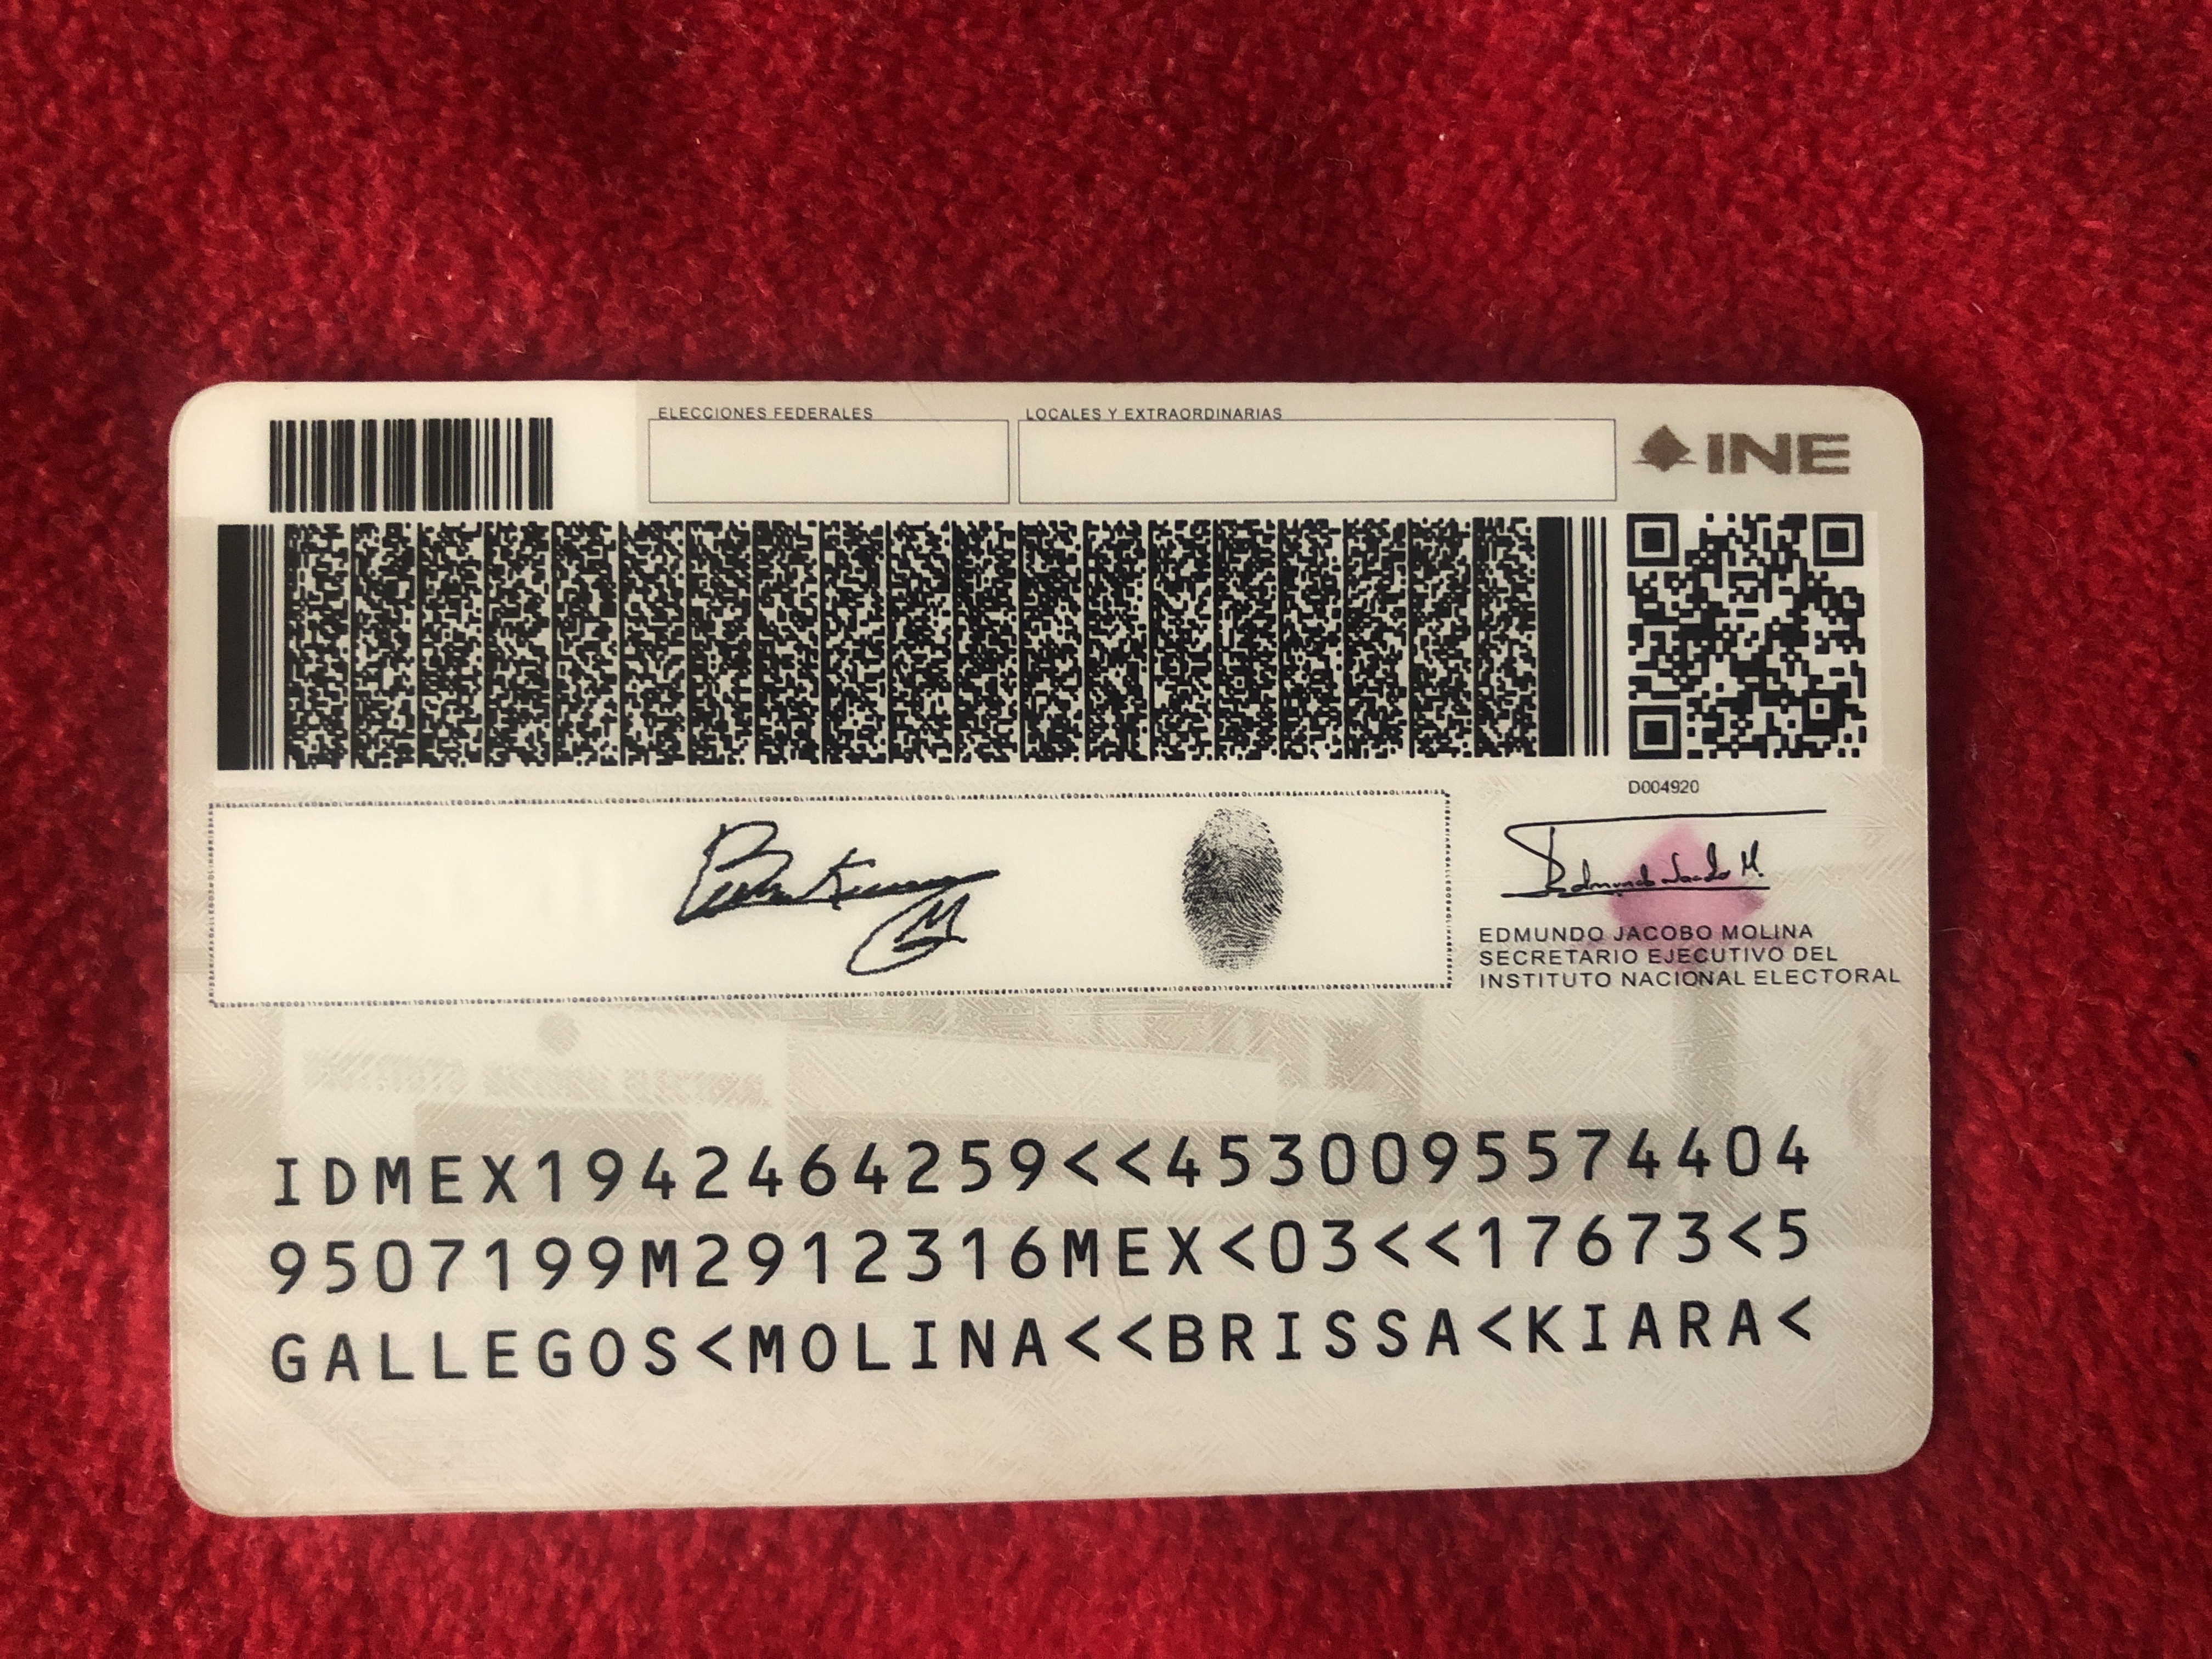 ELECCIONES FEDERALES
LOCALES Y EXTRAORDINARIAS
INE
D004920
EDMUNDO JACOBO MOLINA
SECRETARIO EJECUTIVO DEL
INSTITUTO NACIONAL ELECTORAL
IDMEX1942464259<<4530095574404
9507199M2912316MEX<03<<17673<5
GALLEGOS<MOLINA<<BRISSA<KIARA<